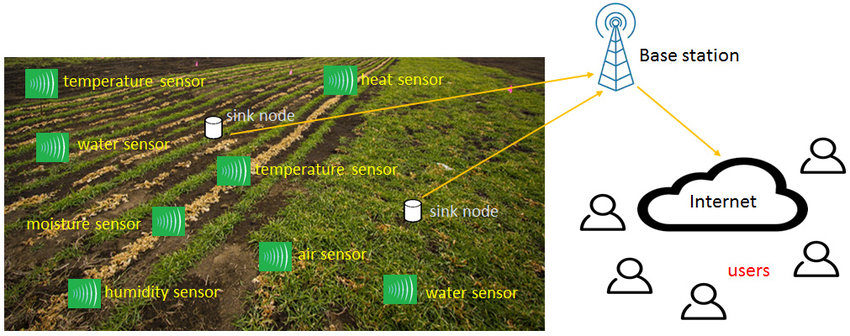 Base station
temperature sensor
heat sensor
sink node
water sensor
temperature sensor
Internet
moisture sensor
sink node
air sensor
users
humidity sensor
water sensor